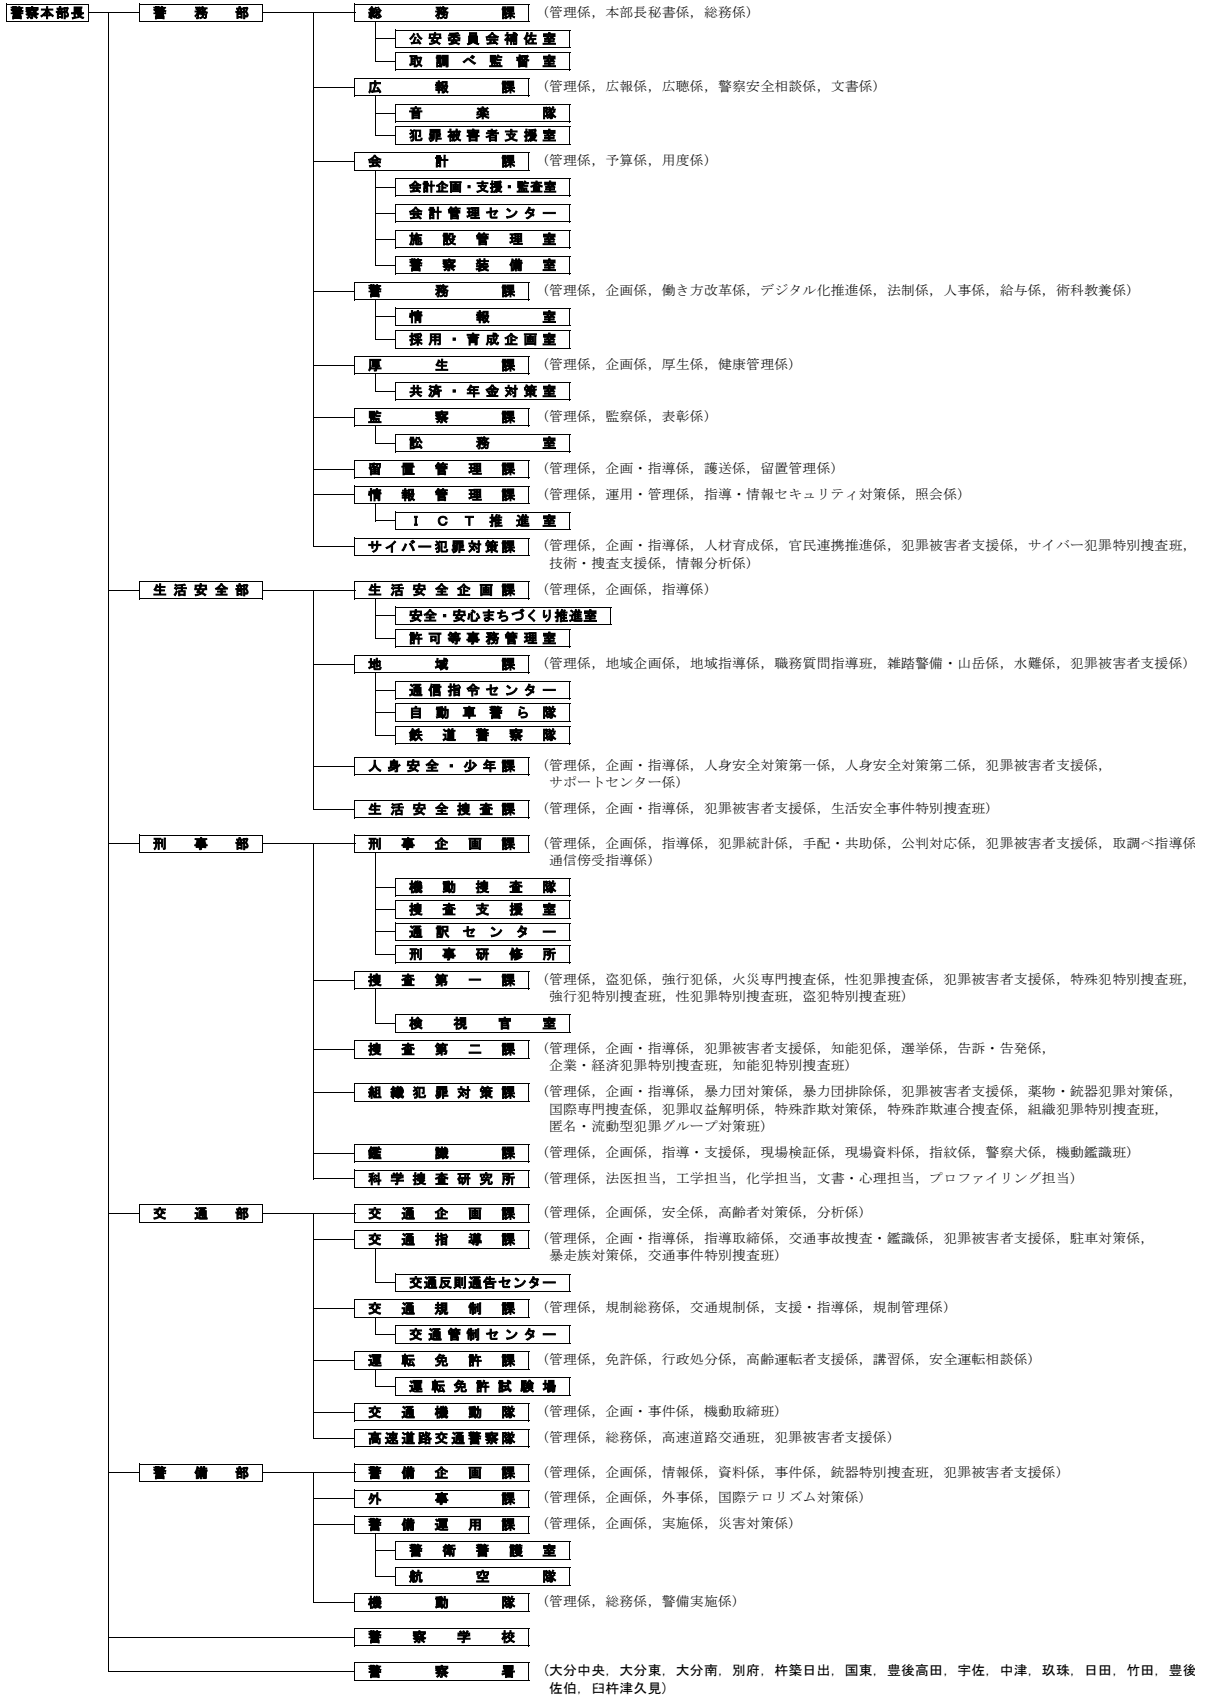 警察本部長 警務部 総務課 (管理係，本部長秘書係，総務係)
公安委員会補佐室
取調べ監督室
広報課 (管理係，広報係，広聴係，警察安全相談係，文書係)
音楽隊
犯罪被害者支援室
会計課 (管理係，予算係，用度係)
会計企画・支援・監査室
会計管理センター
施設管理室
警察装備室
警務課 (管理係，企画係，働き方改革係，デジタル化推進係，法制係，人事係，給与係，術科教養係)
情報室
採用・育成企画室
厚生課 (管理係，企画係，厚生係，健康管理係)
共済・年金対策室
監察課 (管理係，監察係，表彰係)
訟務室
留置管理課 (管理係，企画・指導係，護送係，留置管理係)
情報管理課 (管理係，運用・管理係，指導・情報セキュリティ対策係，照会係)
ＩＣＴ推進室
サイバー犯罪対策課 (管理係，企画・指導係，人材育成係，官民連携推進係，犯罪被害者支援係，サイバー犯罪特別捜査班，
技術・捜査支援係，情報分析係)
生活安全部 生活安全企画課 (管理係，企画係，指導係)
安全・安心まちづくり推進室
許可等事務管理室
地域課 (管理係，地域企画係，地域指導係，職務質問指導班，雑踏警備・山岳係，水難係，犯罪被害者支援係)
通信指令センター
自動車警ら隊
鉄道警察隊
人身安全・少年課 (管理係，企画・指導係，人身安全対策第一係，人身安全対策第二係，犯罪被害者支援係，
サポートセンター係)
生活安全捜査課 (管理係，企画・指導係，犯罪被害者支援係，生活安全事件特別捜査班)
刑事部 刑事企画課 (管理係，企画係，指導係，犯罪統計係，手配・共助係，公判対応係，犯罪被害者支援係，取調べ指導係
通信傍受指導係)
機動捜査隊
捜査支援室
通訳センター
刑事研修所
捜査第一課 (管理係，盗犯係，強行犯係，火災専門捜査係，性犯罪捜査係，犯罪被害者支援係，特殊犯特別捜査班，
強行犯特別捜査班，性犯罪特別捜査班，盗犯特別捜査班)
検視官室
捜査第二課 (管理係，企画・指導係，犯罪被害者支援係，知能犯係，選挙係，告訴・告発係，
企業・経済犯罪特別捜査班，知能犯特別捜査班)
組織犯罪対策課 (管理係，企画・指導係，暴力団対策係，暴力団排除係，犯罪被害者支援係，薬物・銃器犯罪対策係，
国際専門捜査係，犯罪収益解明係，特殊詐欺対策係，特殊詐欺連合捜査係，組織犯罪特別捜査班，
匿名・流動型犯罪グループ対策班)
鑑識課 (管理係，企画係，指導・支援係，現場検証係，現場資料係，指紋係，警察犬係，機動鑑識班)
科学捜査研究所 (管理係，法医担当，工学担当，化学担当，文書・心理担当，プロファイリング担当)
交通部 交通企画課 (管理係，企画係，安全係，高齢者対策係，分析係)
交通指導課 (管理係，企画・指導係，指導取締係，交通事故捜査・鑑識係，犯罪被害者支援係，駐車対策係，
暴走族対策係，交通事件特別捜査班)
交通反則通告センター
交通規制課 (管理係，規制総務係，交通規制係，支援・指導係，規制管理係)
交通管制センター
運転免許課 (管理係，免許係，行政処分係，高齢運転者支援係，講習係，安全運転相談係)
運転免許試験場
交通機動隊 (管理係，企画・事件係，機動取締班)
高速道路交通警察隊 (管理係，総務係，高速道路交通班，犯罪被害者支援係)
警備部 警備企画課 (管理係，企画係，情報係，資料係，事件係，銃器特別捜査班，犯罪被害者支援係)
外事課 (管理係，企画係，外事係，国際テロリズム対策係)
警備運用課 (管理係，企画係，実施係，災害対策係)
警衛警護室
航空隊
機動隊 (管理係，総務係，警備実施係)
警察学校
警察署 (大分中央，大分東，大分南，別府，杵築日出，国東，豊後高田，宇佐，中津，玖珠，日田，竹田，豊後
佐伯，臼杵津久見)